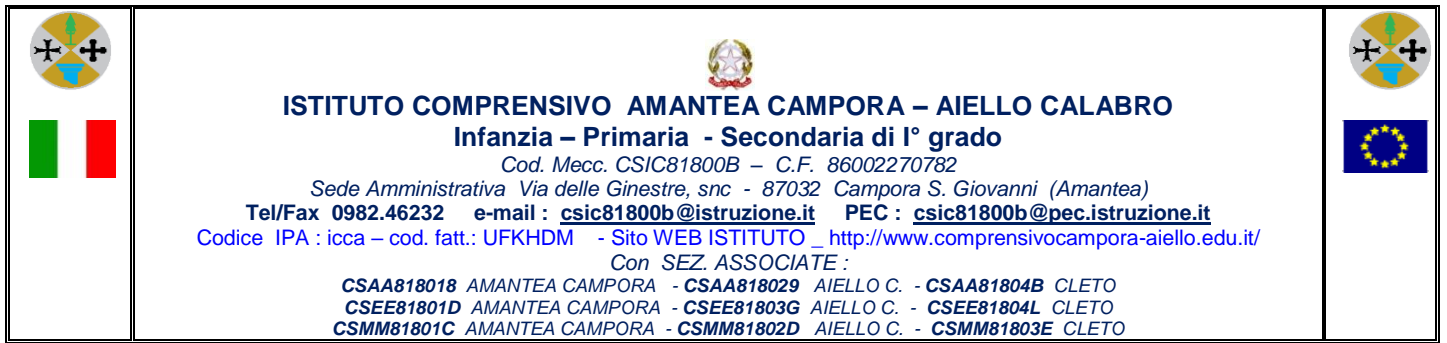 ISTITUTO COMPRENSIVO AMANTEA CAMPORA – AIELLO CALABRO
Infanzia – Primaria - Secondaria di I° grado
Cod. Mecc. CSIC81800B – C.F. 86002270782
Sede Amministrativa Via delle Ginestre, snc - 87032 Campora S. Giovanni (Amantea)
Tel/Fax 0982.46232 e-mail : csic81800b@istruzione.it PEC : csic81800b@pec.istruzione.it
Codice IPA : icca – cod. fatt.: UFKHDM - Sito WEB ISTITUTO _ http://www.comprensivocampora-aiello.edu.it/
Con SEZ. ASSOCIATE :
CSAA818018 AMANTEA CAMPORA - CSAA818029 AIELLO C. - CSAA81804B CLETO
CSEE81801D AMANTEA CAMPORA - CSEE81803G AIELLO C. - CSEE81804L CLETO
CSMM81801C AMANTEA CAMPORA - CSMM81802D AIELLO C. - CSMM81803E CLETO